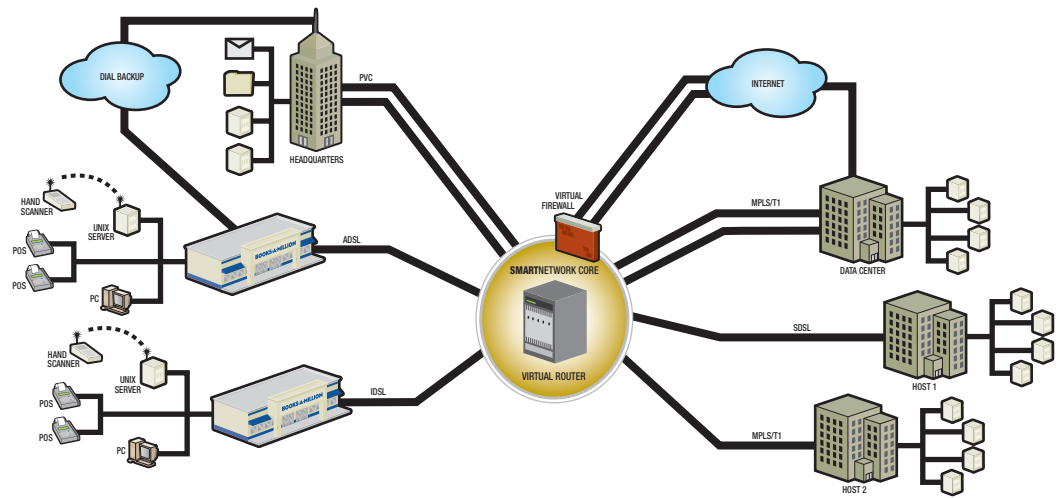 DIAL BACKUP
HEADQUARTERS
PVC
INTERNET
HAND
SCANNER
UNIX
SERVER
POS
POS
PC
BOOKS-A-MILLION
ADSL
VIRTUAL
FIREWALL
MPLS/T1
DATA CENTER
SMARTNETWORK CORE
VIRTUAL ROUTER
SDSL
HOST 1
HAND
SCANNER
UNIX
SERVER
POS
POS
PC
BOOKS-A-MILLION
IDSL
MPLS/T1
HOST 2